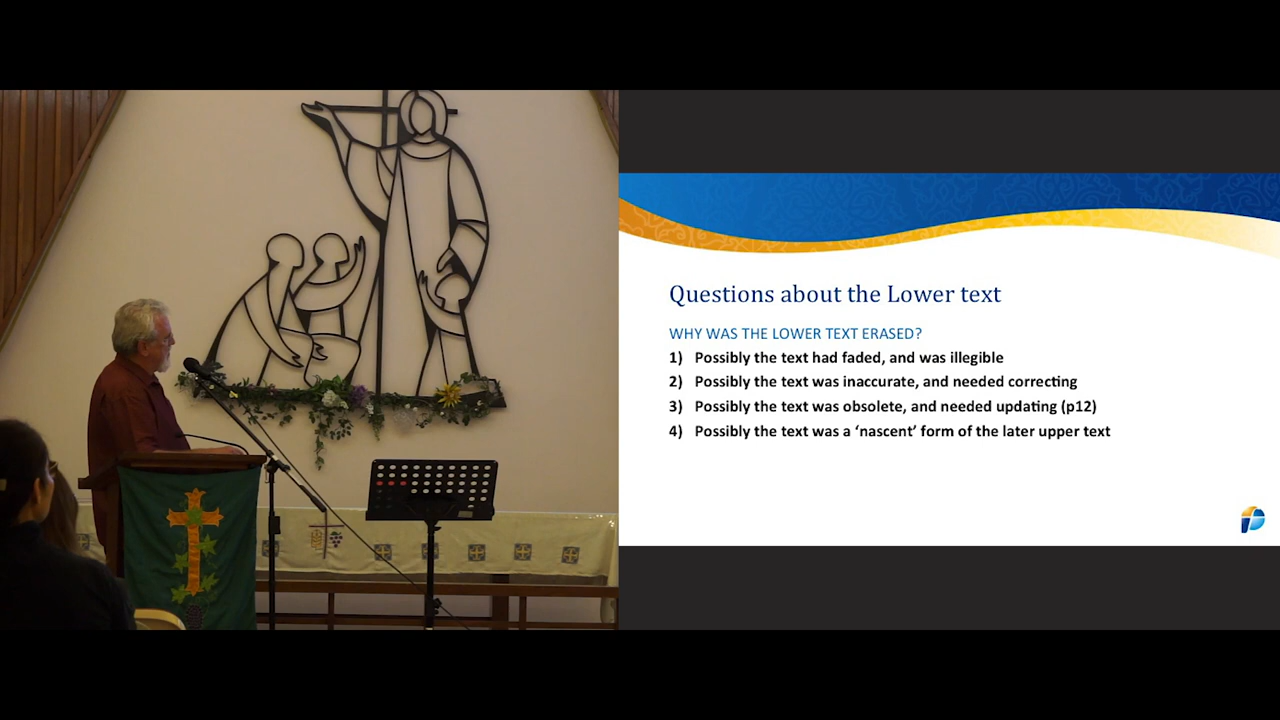 Questions about the Lower text
WHY WAS THE LOWER TEXT ERASED?
1) Possibly the text had faded, and was illegible
2) Possibly the text was inaccurate, and needed correcting
3) Possibly the text was obsolete, and needed updating (p12)
4) Possibly the text was a ‘nascent’ form of the later upper text